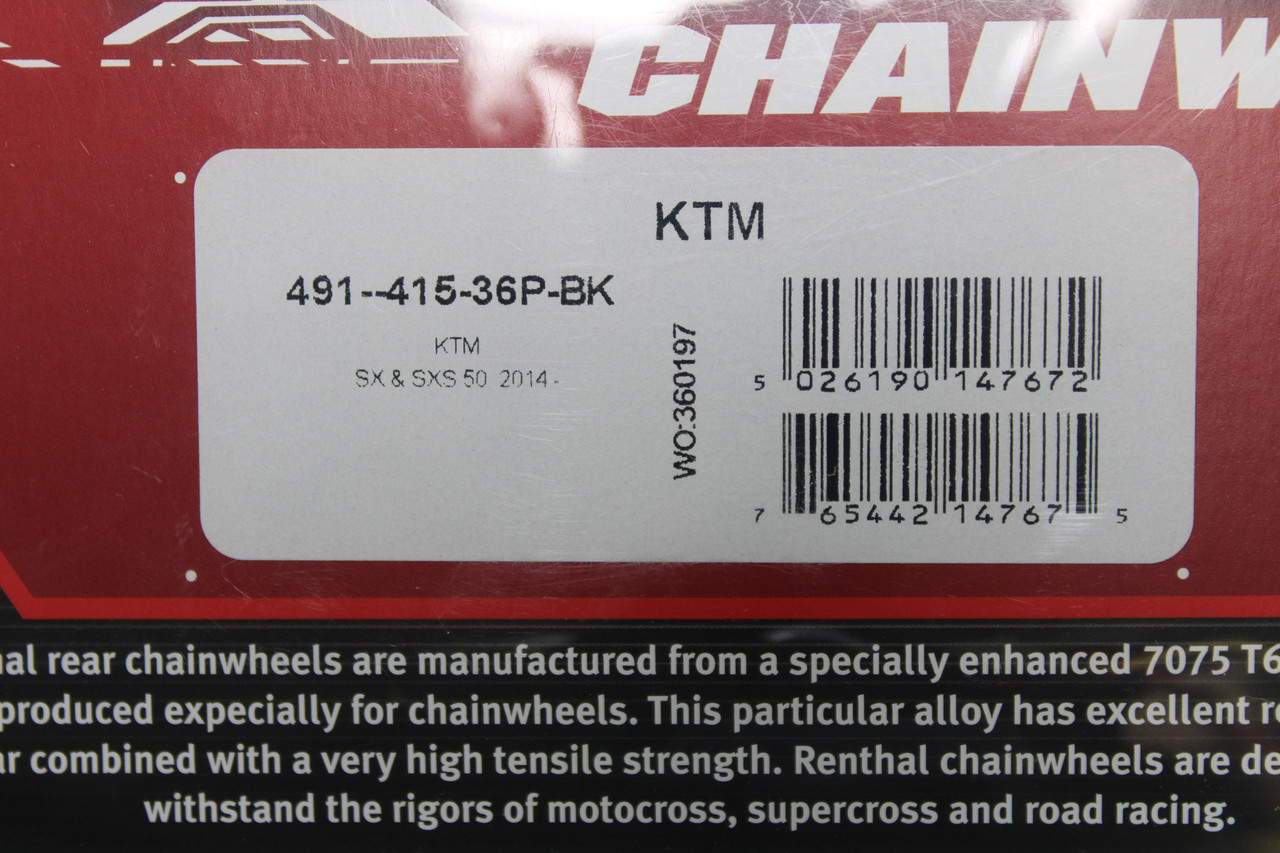 CHAINW
KTM
491--415-36P-BK
KTM
SX & SXS 50 2014-
WO:360197
5 026190 147672
7 65442 14767 5
nal rear chainwheels are manufactured from a specially enhanced 7075 T6
produced expecially for chainwheels. This particular alloy has excellent re
ar combined with a very high tensile strength. Renthal chainwheels are de
withstand the rigors of motocross, supercross and road racing.